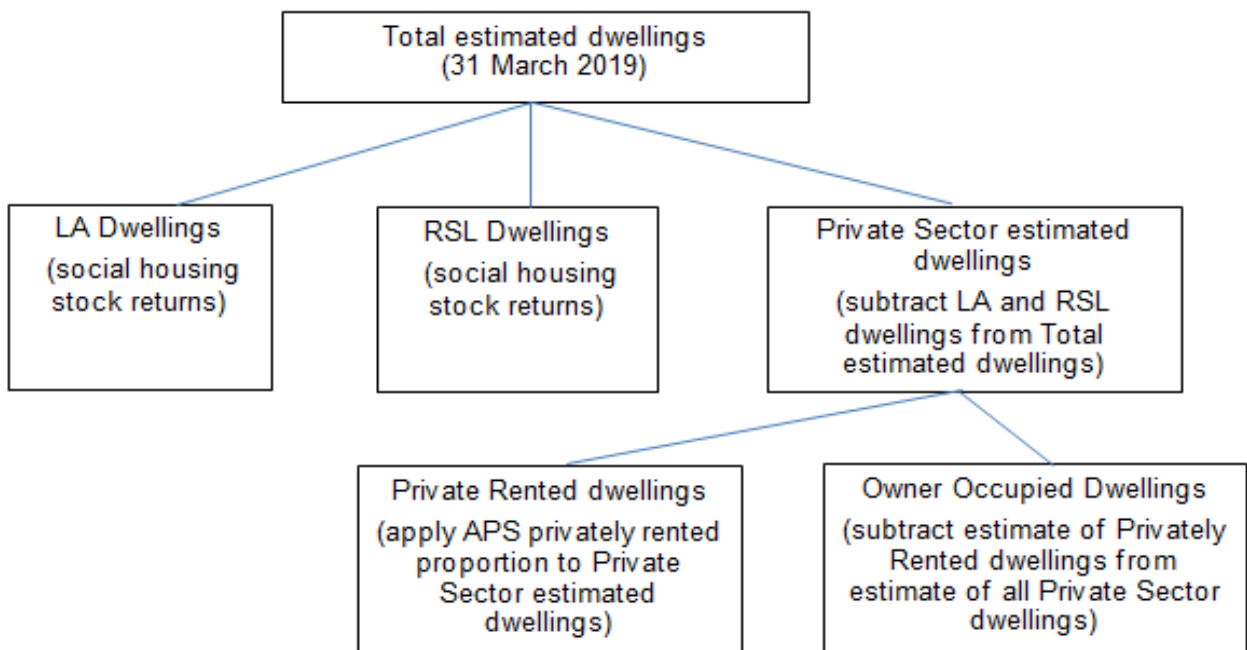 Total estimated dwellings
(31 March 2019)
LA Dwellings
(social housing
stock returns)
RSL Dwellings
(social housing
stock returns)
Private Sector estimated
dwellings
(subtract LA and RSL
dwellings from Total
estimated dwellings)
Private Rented dwellings
(apply APS privately rented
proportion to Private
Sector estimated
dwellings)
Owner Occupied Dwellings
(subtract estimate of Privately
Rented dwellings from
estimate of all Private Sector
dwellings)